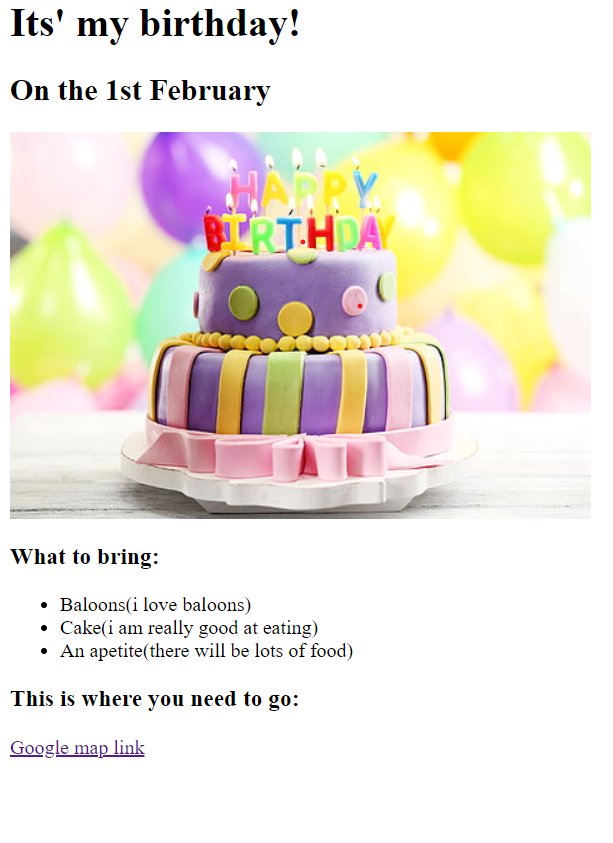 Its' my birthday!
On the 1st February
HAPPY
BIRTHDAY
What to bring:
Baloons(i love baloons)
Cake(i am really good at eating)
An apetite(there will be lots of food)
This is where you need to go:
Google map link